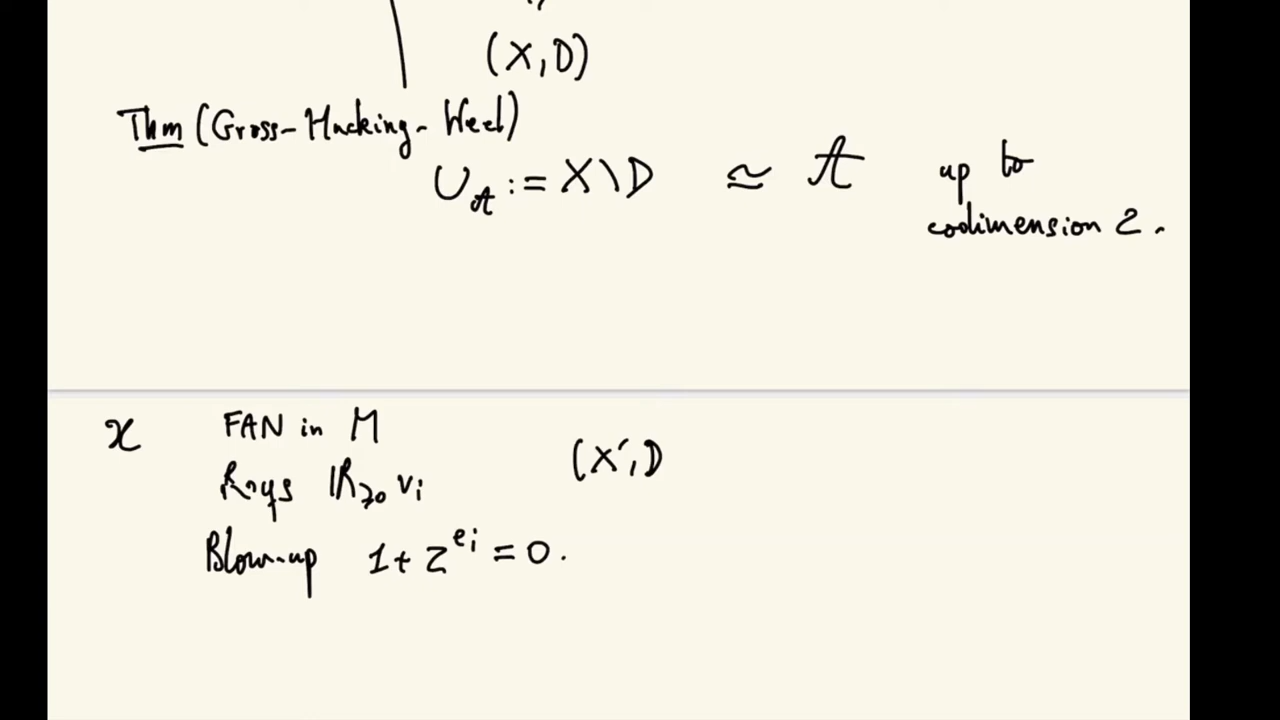 (X, D)
Thm (Gross-Hacking-Keel)
U_𝒜 := X \ D ≃ 𝒜 up to
codimension 2.
𝒳 FAN in M
Rays ℝ≥0 vᵢ (X′, D
Blow-up 1 + z^{eᵢ} = 0.